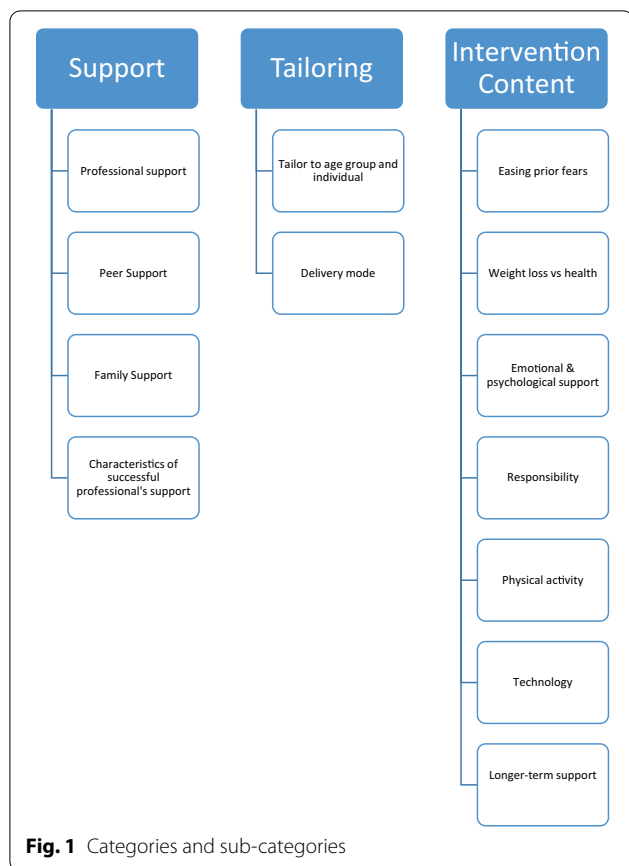 Support
Professional support
Peer Support
Family Support
Characteristics of
successful
professional's support
Tailoring
Tailor to age group and
individual
Delivery mode
Intervention
Content
Easing prior fears
Weight loss vs health
Emotional &
psychological support
Responsibility
Physical activity
Technology
Longer-term support
Fig. 1 Categories and sub-categories